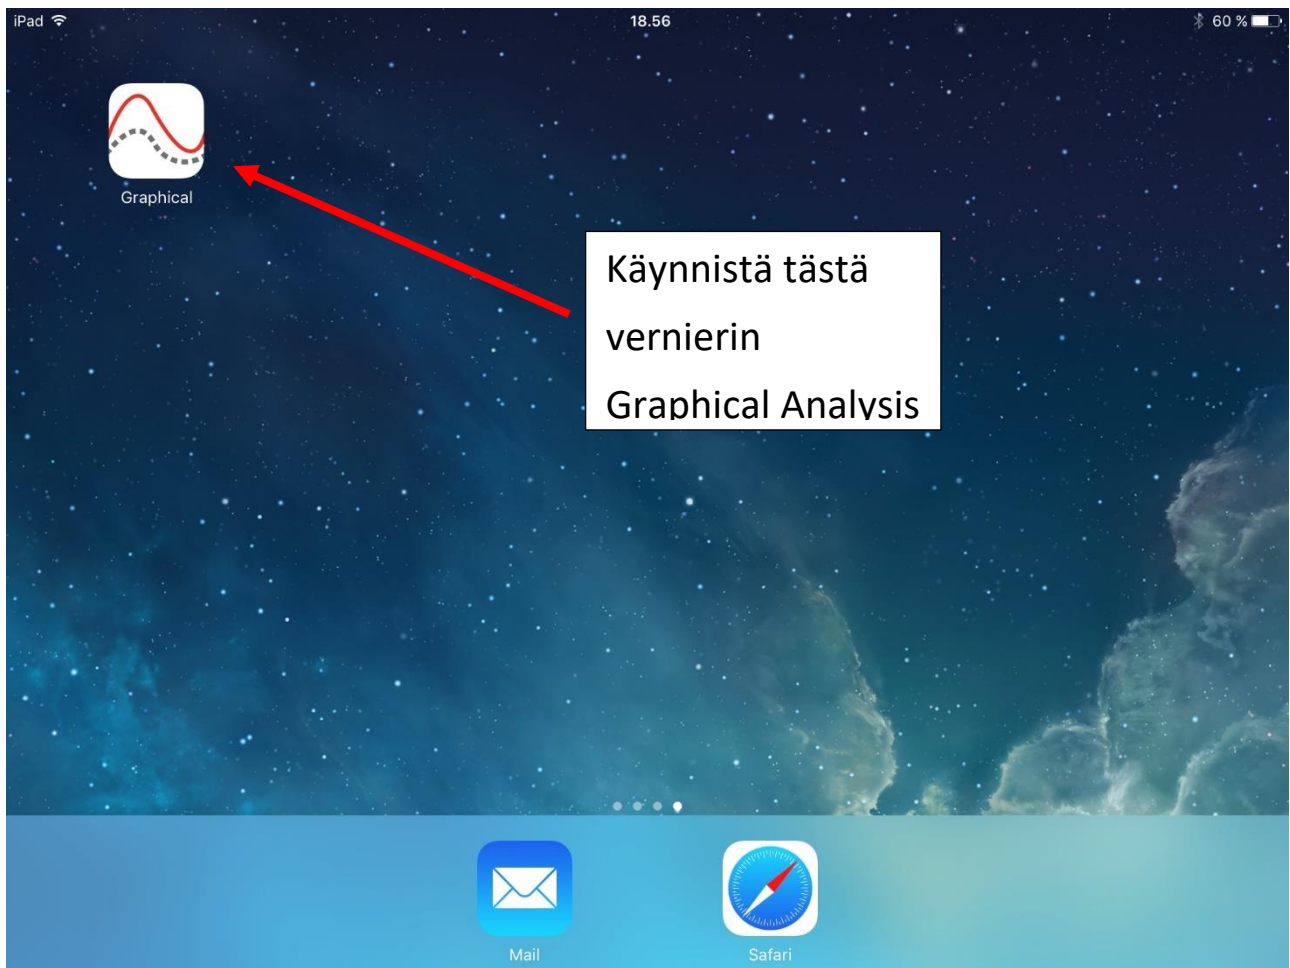 iPad 18.56 60 %
Graphical
Käynnistä tästä
vernierin
Graphical Analysis
Mail Safari